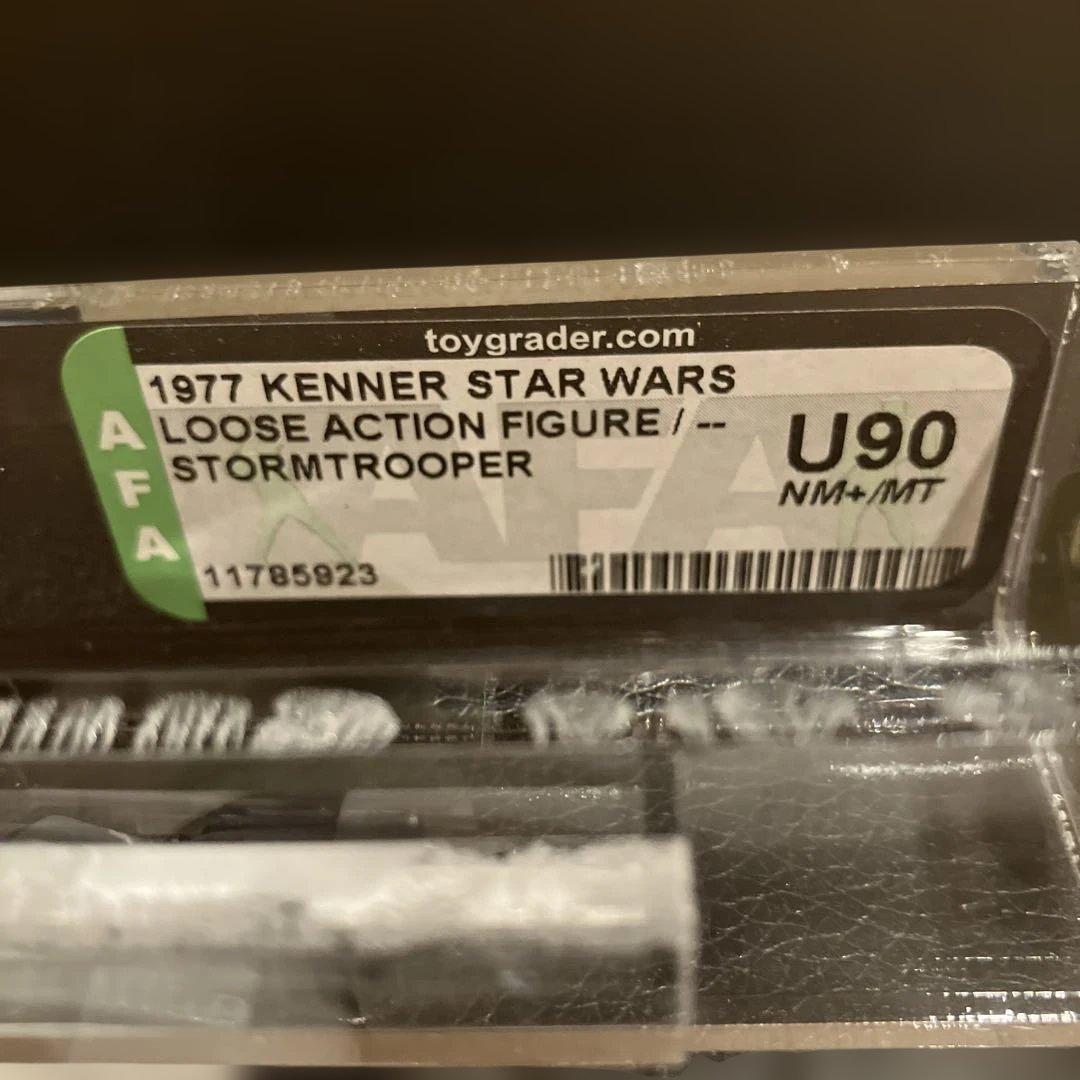 toygrader.com
1977 KENNER STAR WARS
LOOSE ACTION FIGURE / --
STORMTROOPER
U90
NM+/MT
AFA
11785923